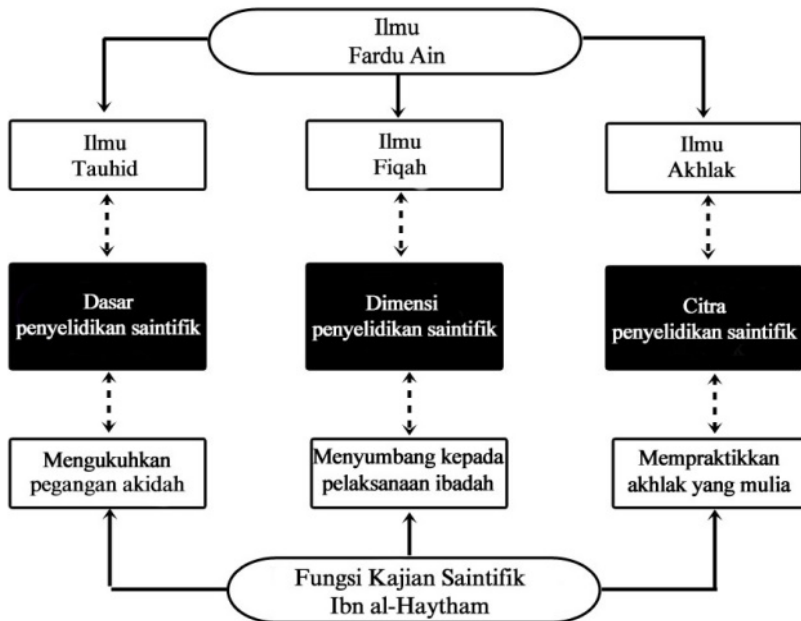 Ilmu
Fardu Ain
Ilmu
Tauhid
Ilmu
Fiqah
Ilmu
Akhlak
Dasar
penyelidikan saintifik
Dimensi
penyelidikan saintifik
Citra
penyelidikan saintifik
Mengukuhkan
pegangan akidah
Menyumbang kepada
pelaksanaan ibadah
Mempraktikkan
akhlak yang mulia
Fungsi Kajian Saintifik
Ibn al-Haytham